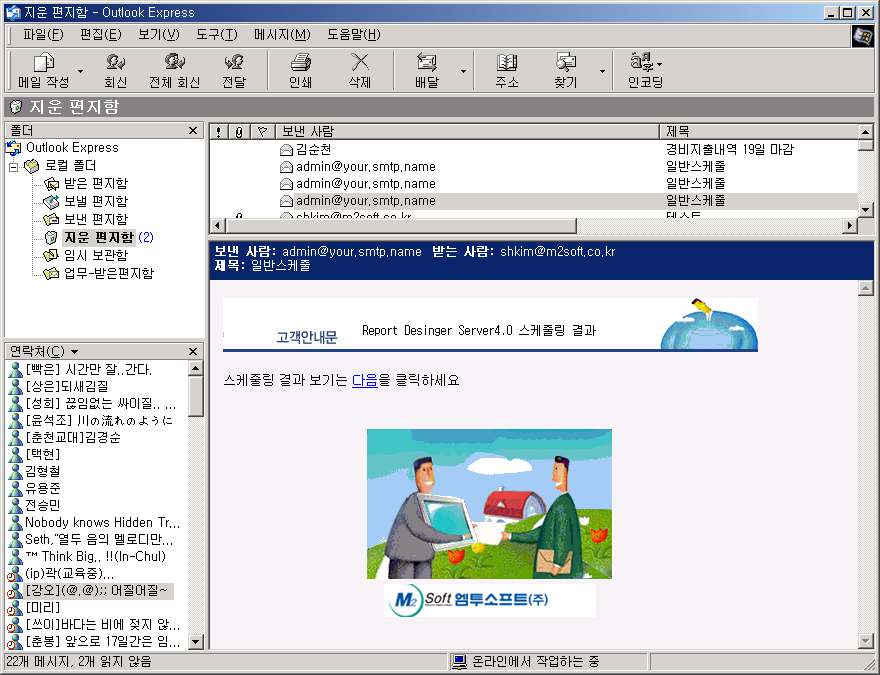 지운 편지함 - Outlook Express
파일(F) 편집(E) 보기(V) 도구(T) 메시지(M) 도움말(H)
메일 작성 회신 전체 회신 전달 인쇄 삭제 배달 주소 찾기 인코딩
지운 편지함
폴더
Outlook Express
로컬 폴더
받은 편지함
보낼 편지함
보낸 편지함
지운 편지함 (2)
임시 보관함
업무-받은편지함
연락처(C)
[빡은] 시간만 잘..간다.
[상은]되새김질
[성희] 끊임없는 싸이질.. ...
[윤석조] 川の流れのように
[춘천교대]김경순
[택현]
김형철
유용준
전승민
Nobody knows Hidden Tr...
Seth,"열두 음의 멜로디만...
™ Think Big.. !!(In-Chul)
(ip)곽(교육중)...
[강오](@.@);; 어질어질~
[미리]
[쓰이]바다는 비에 젖지 않...
[춘봉] 앞으로 17일간은 임...
! 보낸 사람 제목
김순천 경비지출내역 19일 마감
admin@your.smtp.name 일반스케줄
admin@your.smtp.name 일반스케줄
admin@your.smtp.name 일반스케줄
shkim@m2soft.co.kr 테스트
보낸 사람: admin@your.smtp.name 받는 사람: shkim@m2soft.co.kr
제목: 일반스케줄
고객안내문 Report Desinger Server4.0 스케줄링 결과
스케줄링 결과 보기는 다음을 클릭하세요
M2 Soft 엠투소프트(주)
22개 메시지, 2개 읽지 않음 온라인에서 작업하는 중